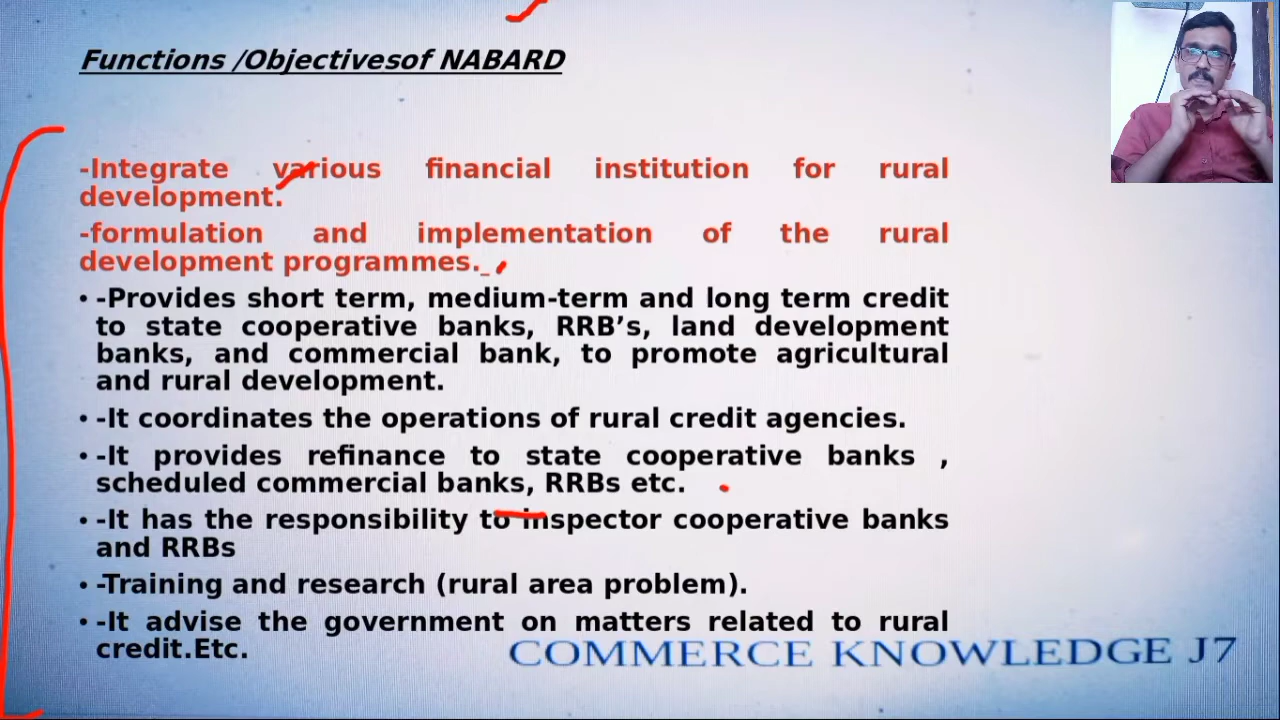 Functions /Objectivesof NABARD
-Integrate various financial institution for rural
development.
-formulation and implementation of the rural
development programmes._
• -Provides short term, medium-term and long term credit
to state cooperative banks, RRB’s, land development
banks, and commercial bank, to promote agricultural
and rural development.
• -It coordinates the operations of rural credit agencies.
• -It provides refinance to state cooperative banks ,
scheduled commercial banks, RRBs etc.
• -It has the responsibility to inspector cooperative banks
and RRBs
• -Training and research (rural area problem).
• -It advise the government on matters related to rural
credit.Etc.
COMMERCE KNOWLEDGE J7